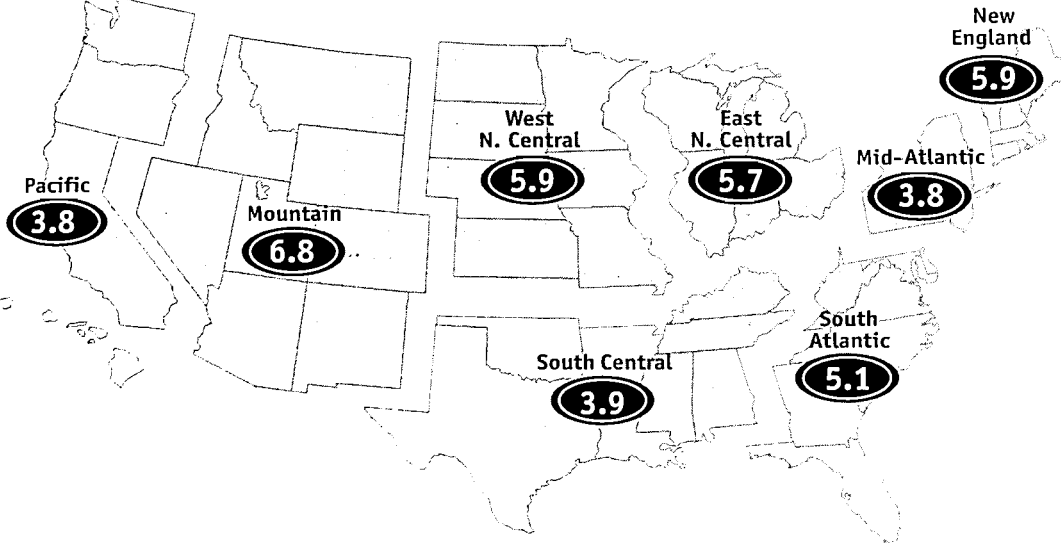 New
England
5.9
West
N. Central
5.9
East
N. Central
5.7
Mid-Atlantic
3.8
Pacific
3.8
Mountain
6.8
South
Atlantic
5.1
South Central
3.9